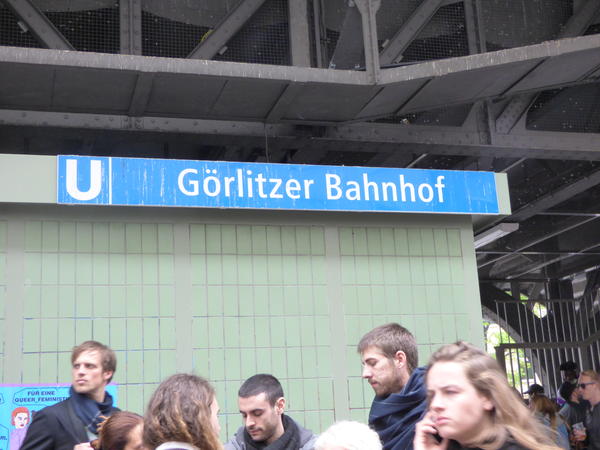 U Görlitzer Bahnhof
FÜR EINE
QUEER_FEMINIST